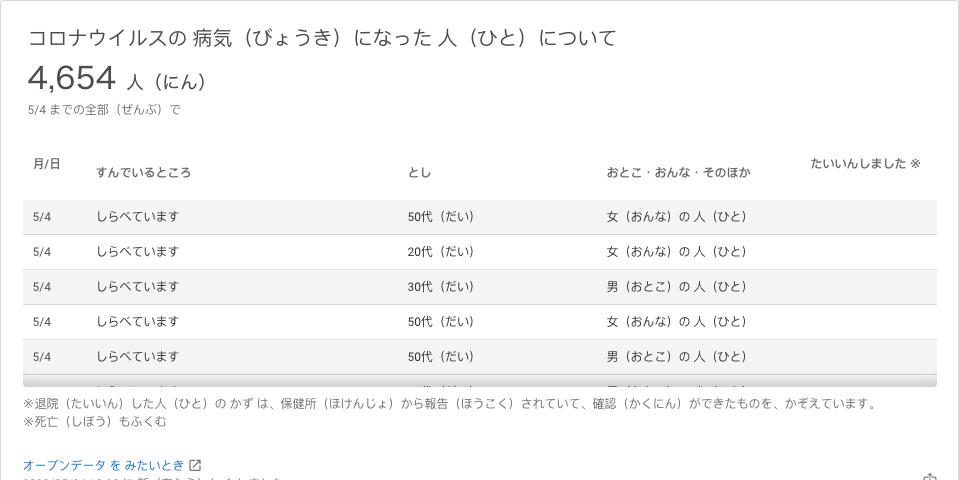 コロナウイルスの 病気（びょうき）になった 人（ひと）について
4,654 人（にん）
5/4 までの全部（ぜんぶ）で
月/日 すんでいるところ とし おとこ・おんな・そのほか たいいんしました ※
5/4 しらべています 50代（だい） 女（おんな）の 人（ひと）
5/4 しらべています 20代（だい） 女（おんな）の 人（ひと）
5/4 しらべています 30代（だい） 男（おとこ）の 人（ひと）
5/4 しらべています 50代（だい） 女（おんな）の 人（ひと）
5/4 しらべています 50代（だい） 男（おとこ）の 人（ひと）
※退院（たいいん）した人（ひと）の かず は、保健所（ほけんじょ）から報告（ほうこく）されていて、確認（かくにん）ができたものを、かぞえています。
※死亡（しぼう）もふくむ
オープンデータ を みたいとき